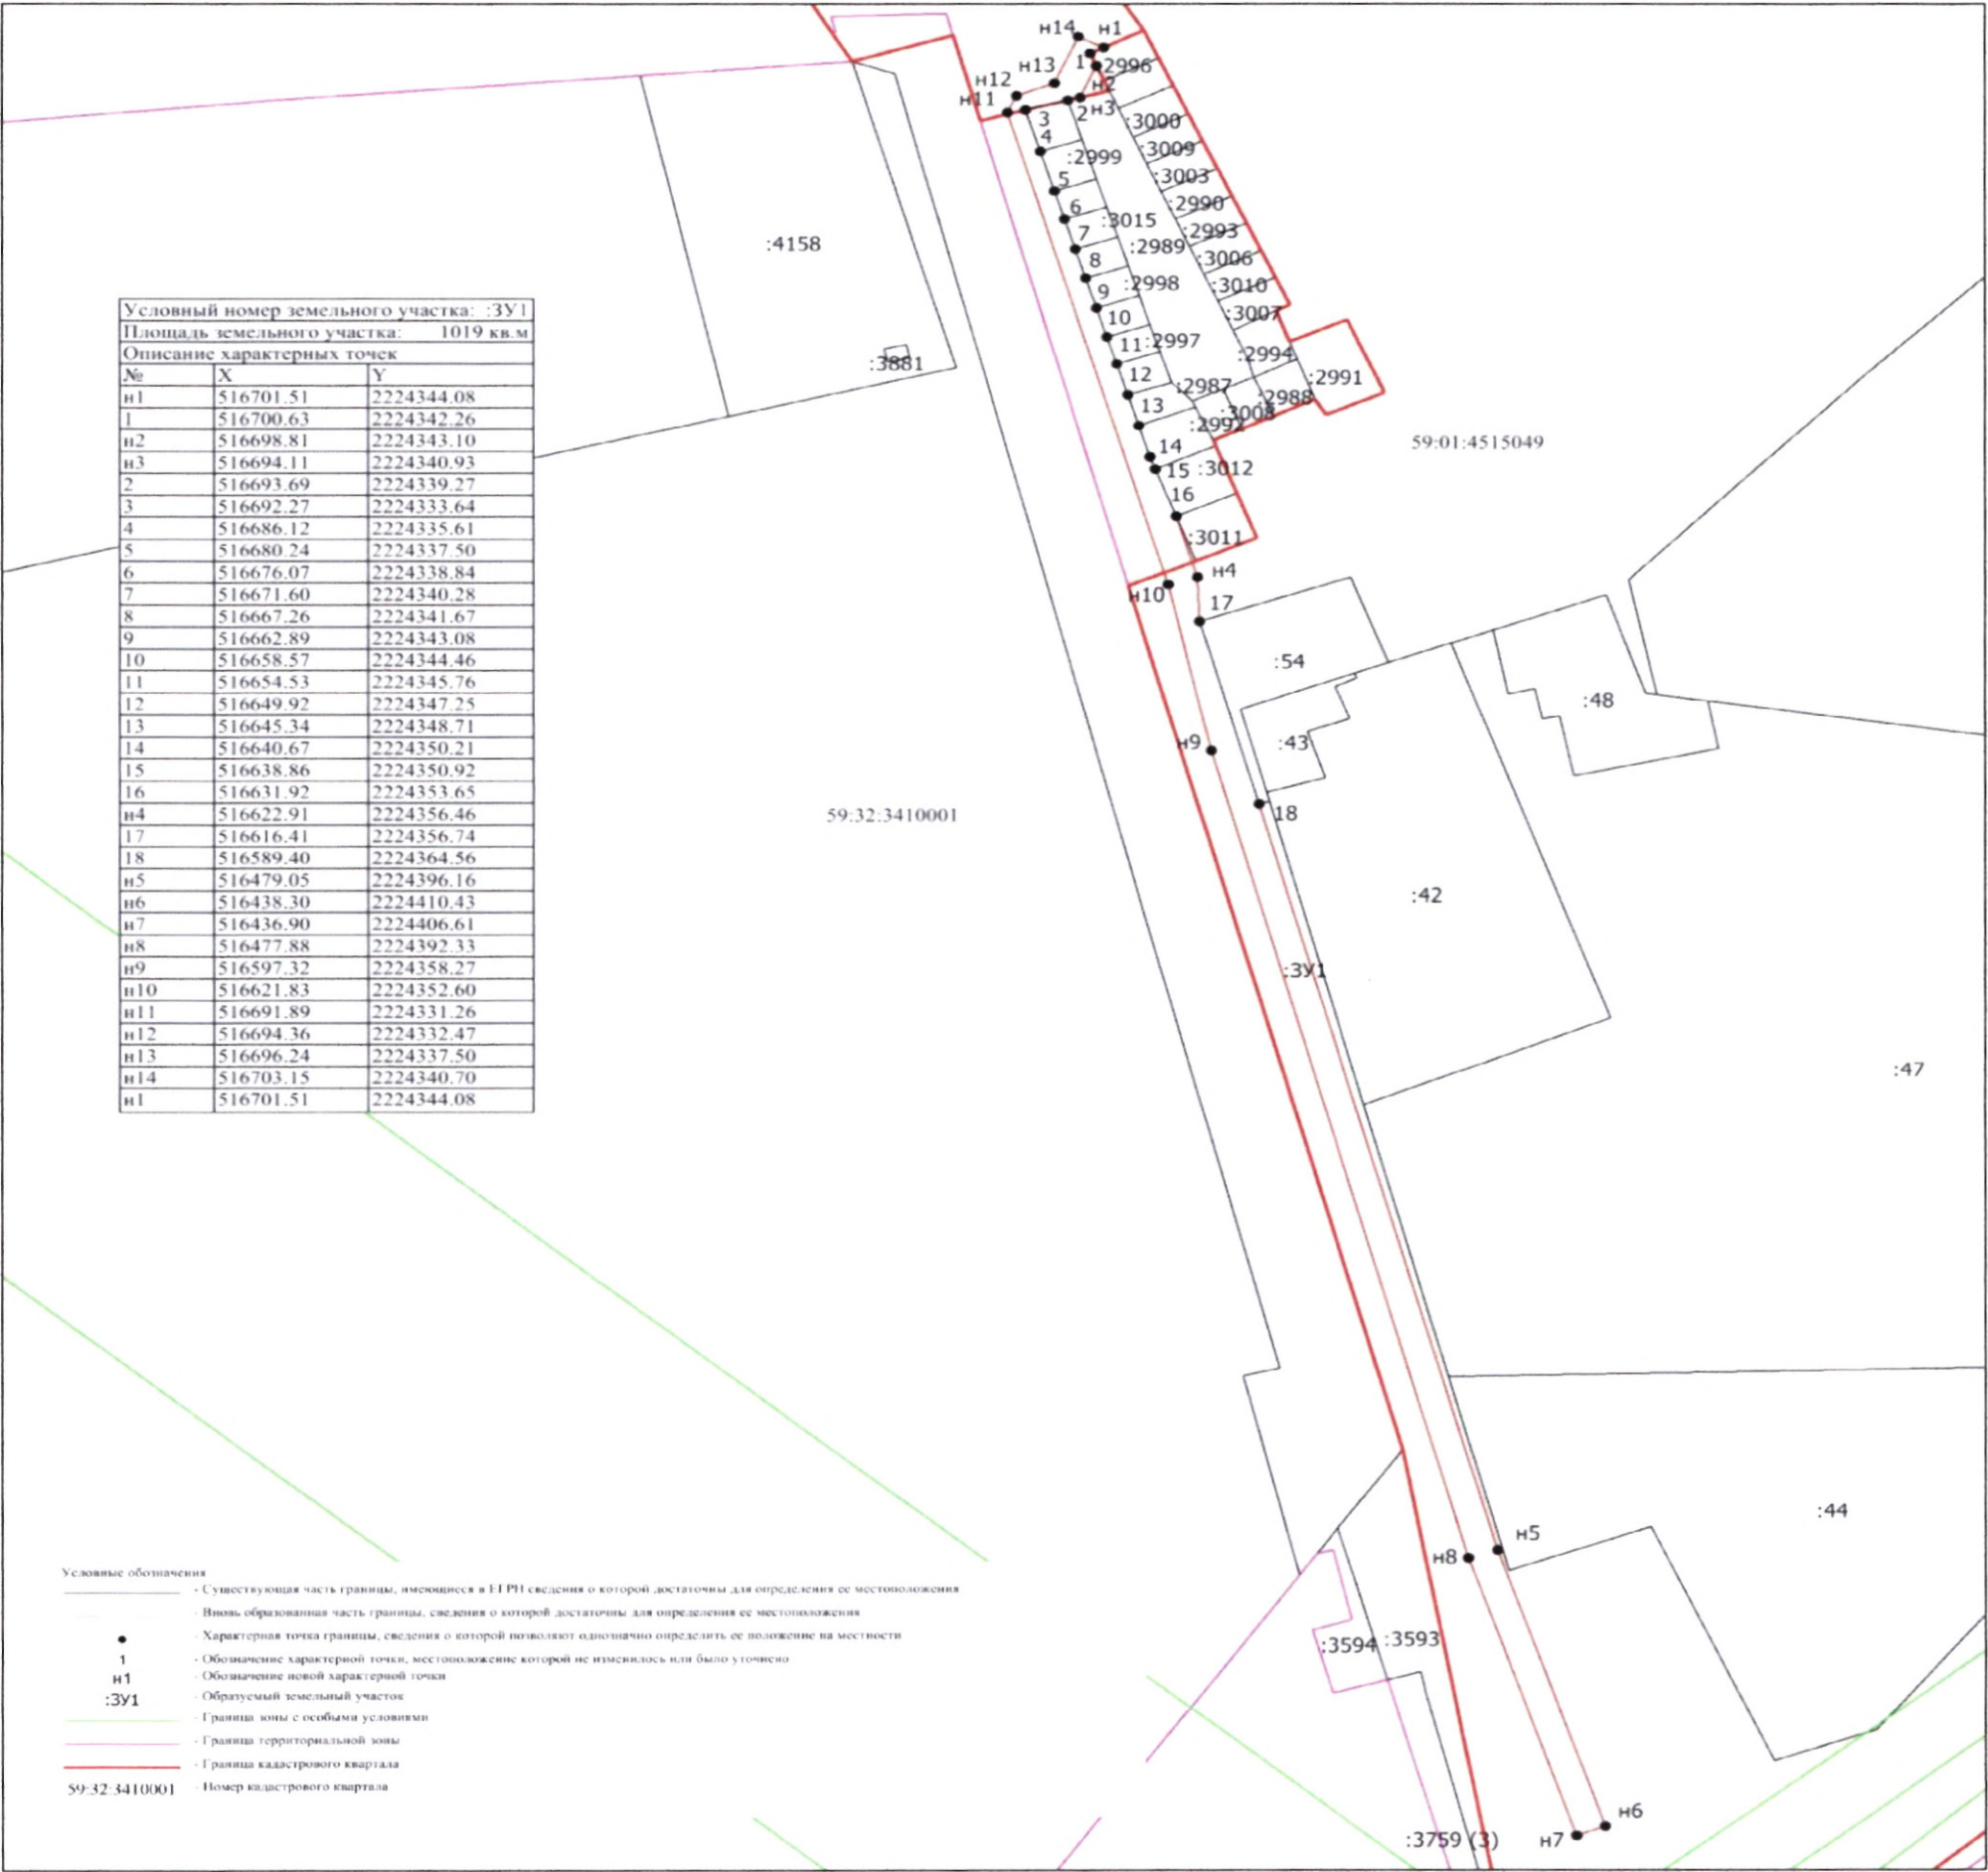 Условный номер земельного участка: :ЗУ1
Площадь земельного участка: 1019 кв.м
Описание характерных точек
№ X Y
н1 516701.51 2224344.08
1 516700.63 2224342.26
н2 516698.81 2224343.10
н3 516694.11 2224340.93
2 516693.69 2224339.27
3 516692.27 2224333.64
4 516686.12 2224335.61
5 516680.24 2224337.50
6 516676.07 2224338.84
7 516671.60 2224340.28
8 516667.26 2224341.67
9 516662.89 2224343.08
10 516658.57 2224344.46
11 516654.53 2224345.76
12 516649.92 2224347.25
13 516645.34 2224348.71
14 516640.67 2224350.21
15 516638.86 2224350.92
16 516631.92 2224353.65
н4 516622.91 2224356.46
17 516616.41 2224356.74
18 516589.40 2224364.56
н5 516479.05 2224396.16
н6 516438.30 2224410.43
н7 516436.90 2224406.61
н8 516477.88 2224392.33
н9 516597.32 2224358.27
н10 516621.83 2224352.60
н11 516691.89 2224331.26
н12 516694.36 2224332.47
н13 516696.24 2224337.50
н14 516703.15 2224340.70
н1 516701.51 2224344.08
н14
н1
1
:2996
н13
н12
н2
н11
2
н3
3
:3000
4
:3009
:2999
:3003
5
:2990
6
:3015
:2993
7
:2989
:3006
8
:2998
:3010
9
:3007
10
11
:2997
:2994
12
:2987
:2991
13
:3008
:2988
:2992
14
15
:3012
16
:3011
н4
н10
17
:4158
:3881
59:01:4515049
:54
:48
:43
н9
18
59:32:3410001
:42
:ЗУ1
:47
:44
н5
н8
:3594
:3593
н6
н7
:3759 (3)
Условные обозначения
- Существующая часть границы, имеющиеся в ЕГРН сведения о которой достаточны для определения ее местоположения
- Вновь образованная часть границы, сведения о которой достаточны для определения ее местоположения
- Характерная точка границы, сведения о которой позволяют однозначно определить ее положение на местности
1 - Обозначение характерной точки, местоположение которой не изменилось или было уточнено
н1 - Обозначение новой характерной точки
:ЗУ1 - Образуемый земельный участок
- Граница зоны с особыми условиями
- Граница территориальной зоны
- Граница кадастрового квартала
59:32:3410001 - Номер кадастрового квартала